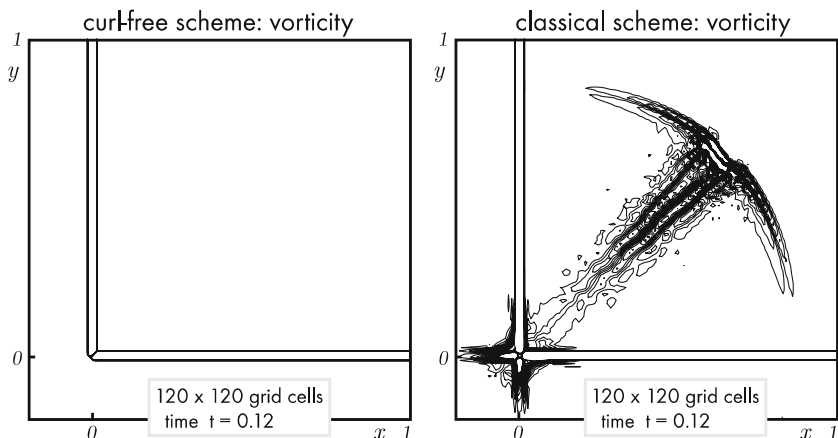 curl-free scheme: vorticity
1
y
0
120 x 120 grid cells
time t = 0.12
0
x 1
classical scheme: vorticity
1
y
0
120 x 120 grid cells
time t = 0.12
0
x 1